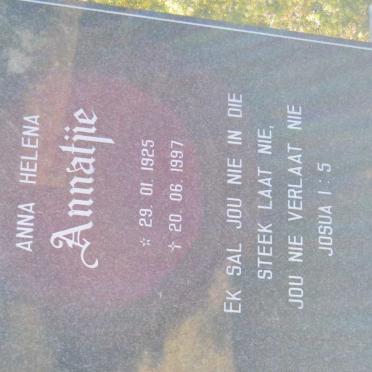 ANNA HELENA
Annatjie
☆ 29. 01. 1925
† 20. 06. 1997
EK SAL JOU NIE IN DIE
STEEK LAAT NIE,
JOU NIE VERLAAT NIE
JOSUA 1 : 5